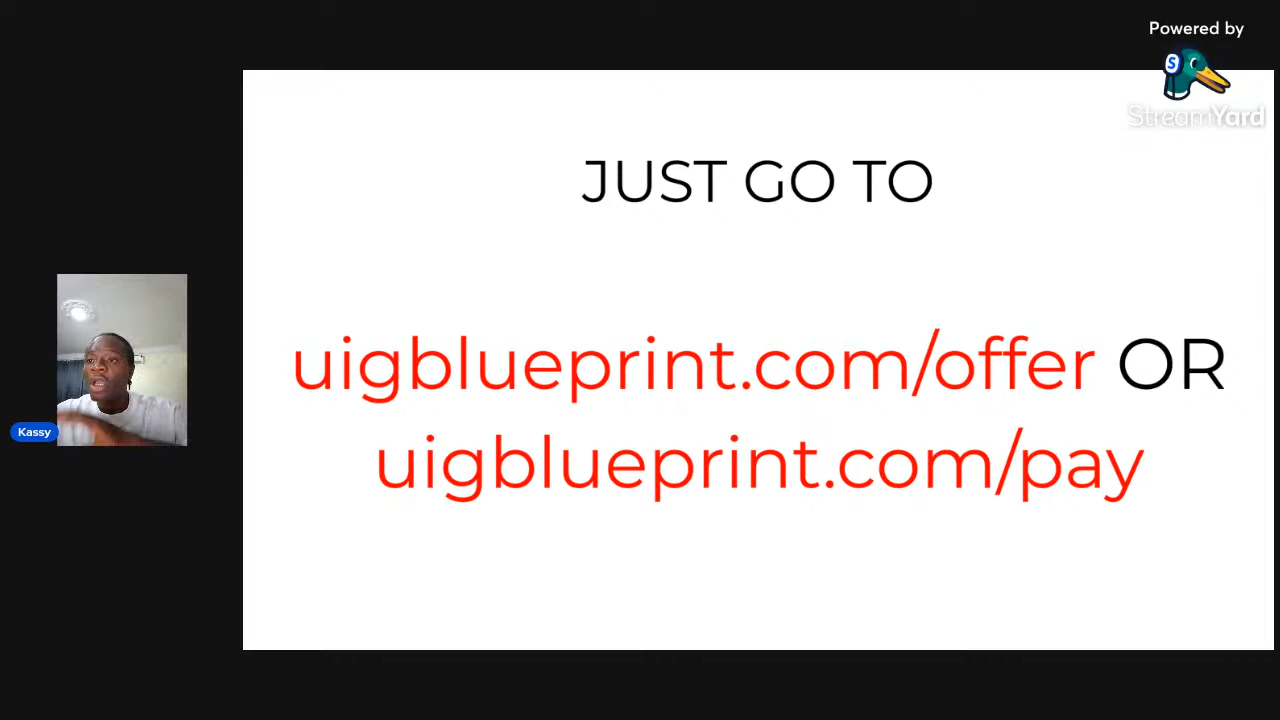 Powered by
StreamYard
JUST GO TO
uigblueprint.com/offer OR
uigblueprint.com/pay
Kassy